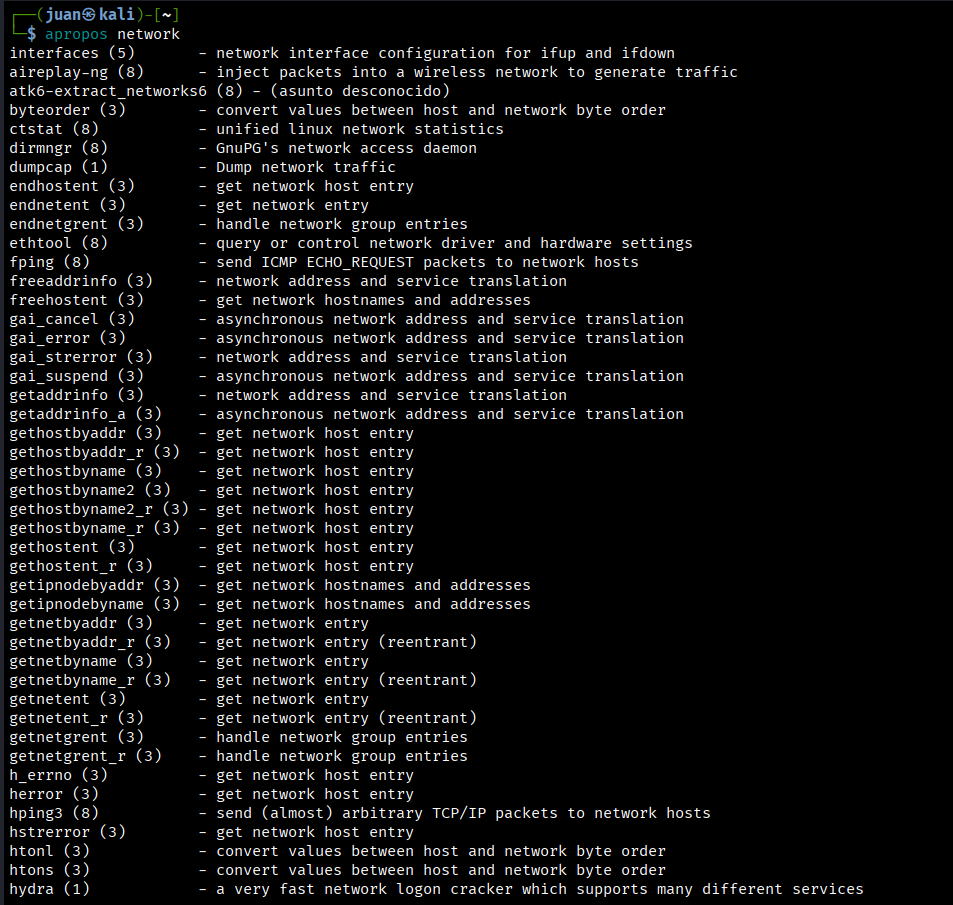 ┌──(juan㉿kali)-[~]
└─$ apropos network
interfaces (5)       - network interface configuration for ifup and ifdown
aireplay-ng (8)      - inject packets into a wireless network to generate traffic
atk6-extract_networks6 (8) - (asunto desconocido)
byteorder (3)        - convert values between host and network byte order
ctstat (8)           - unified linux network statistics
dirmngr (8)          - GnuPG's network access daemon
dumpcap (1)          - Dump network traffic
endhostent (3)       - get network host entry
endnetent (3)        - get network entry
endnetgrent (3)      - handle network group entries
ethtool (8)          - query or control network driver and hardware settings
fping (8)            - send ICMP ECHO_REQUEST packets to network hosts
freeaddrinfo (3)     - network address and service translation
freehostent (3)      - get network hostnames and addresses
gai_cancel (3)       - asynchronous network address and service translation
gai_error (3)        - asynchronous network address and service translation
gai_strerror (3)     - network address and service translation
gai_suspend (3)      - asynchronous network address and service translation
getaddrinfo (3)      - network address and service translation
getaddrinfo_a (3)    - asynchronous network address and service translation
gethostbyaddr (3)    - get network host entry
gethostbyaddr_r (3)  - get network host entry
gethostbyname (3)    - get network host entry
gethostbyname2 (3)   - get network host entry
gethostbyname2_r (3) - get network host entry
gethostbyname_r (3)  - get network host entry
gethostent (3)       - get network host entry
gethostent_r (3)     - get network host entry
getipnodebyaddr (3)  - get network hostnames and addresses
getipnodebyname (3)  - get network hostnames and addresses
getnetbyaddr (3)     - get network entry
getnetbyaddr_r (3)   - get network entry (reentrant)
getnetbyname (3)     - get network entry
getnetbyname_r (3)   - get network entry (reentrant)
getnetent (3)        - get network entry
getnetent_r (3)      - get network entry (reentrant)
getnetgrent (3)      - handle network group entries
getnetgrent_r (3)    - handle network group entries
h_errno (3)          - get network host entry
herror (3)           - get network host entry
hping3 (8)           - send (almost) arbitrary TCP/IP packets to network hosts
hstrerror (3)        - get network host entry
htonl (3)            - convert values between host and network byte order
htons (3)            - convert values between host and network byte order
hydra (1)            - a very fast network logon cracker which supports many different services